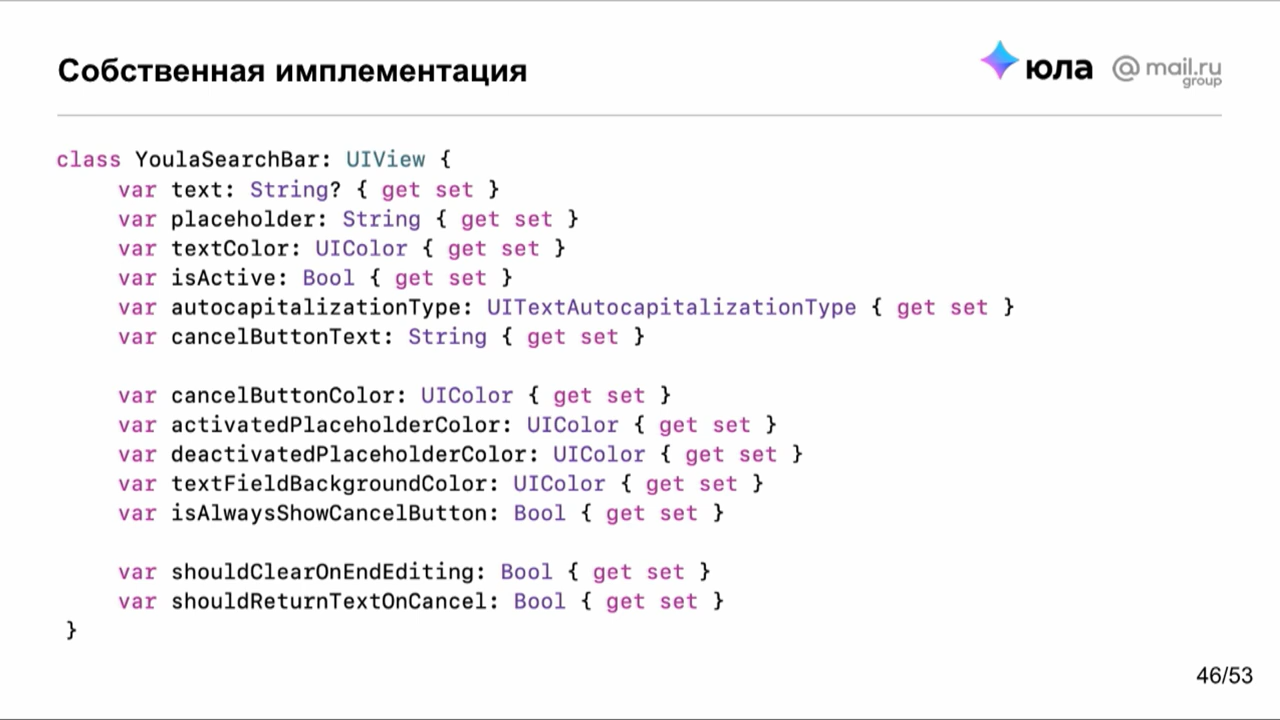 Собственная имплементация
юла @mail.ru group
class YoulaSearchBar: UIView {
var text: String? { get set }
var placeholder: String { get set }
var textColor: UIColor { get set }
var isActive: Bool { get set }
var autocapitalizationType: UITextAutocapitalizationType { get set }
var cancelButtonText: String { get set }
var cancelButtonColor: UIColor { get set }
var activatedPlaceholderColor: UIColor { get set }
var deactivatedPlaceholderColor: UIColor { get set }
var textFieldBackgroundColor: UIColor { get set }
var isAlwaysShowCancelButton: Bool { get set }
var shouldClearOnEndEditing: Bool { get set }
var shouldReturnTextOnCancel: Bool { get set }
}
46/53